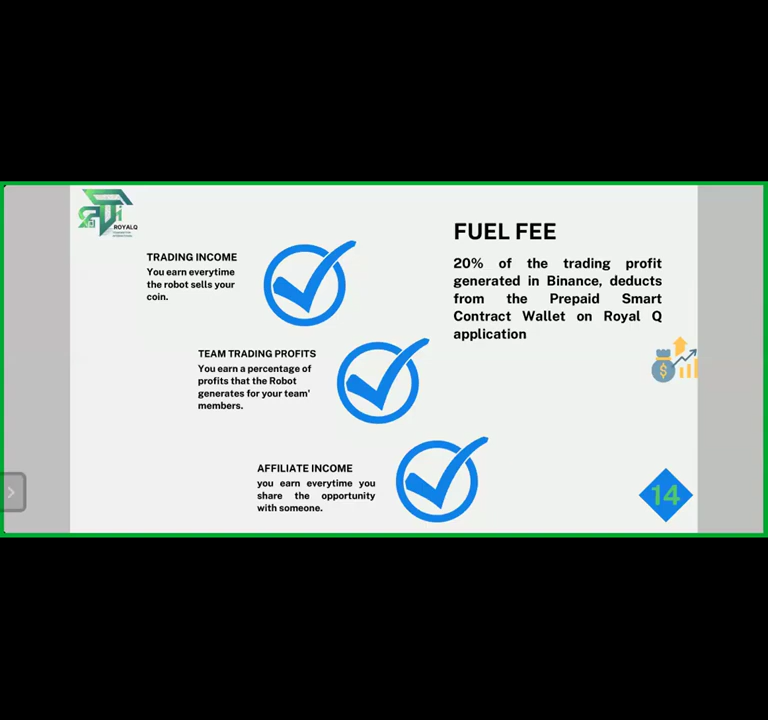 ROYALQ
TRADING INCOME
You earn everytime
the robot sells your
coin.
TEAM TRADING PROFITS
You earn a percentage of
profits that the Robot
generates for your team'
members.
AFFILIATE INCOME
you earn everytime you
share the opportunity
with someone.
FUEL FEE
20% of the trading profit
generated in Binance, deducts
from the Prepaid Smart
Contract Wallet on Royal Q
application
$
14